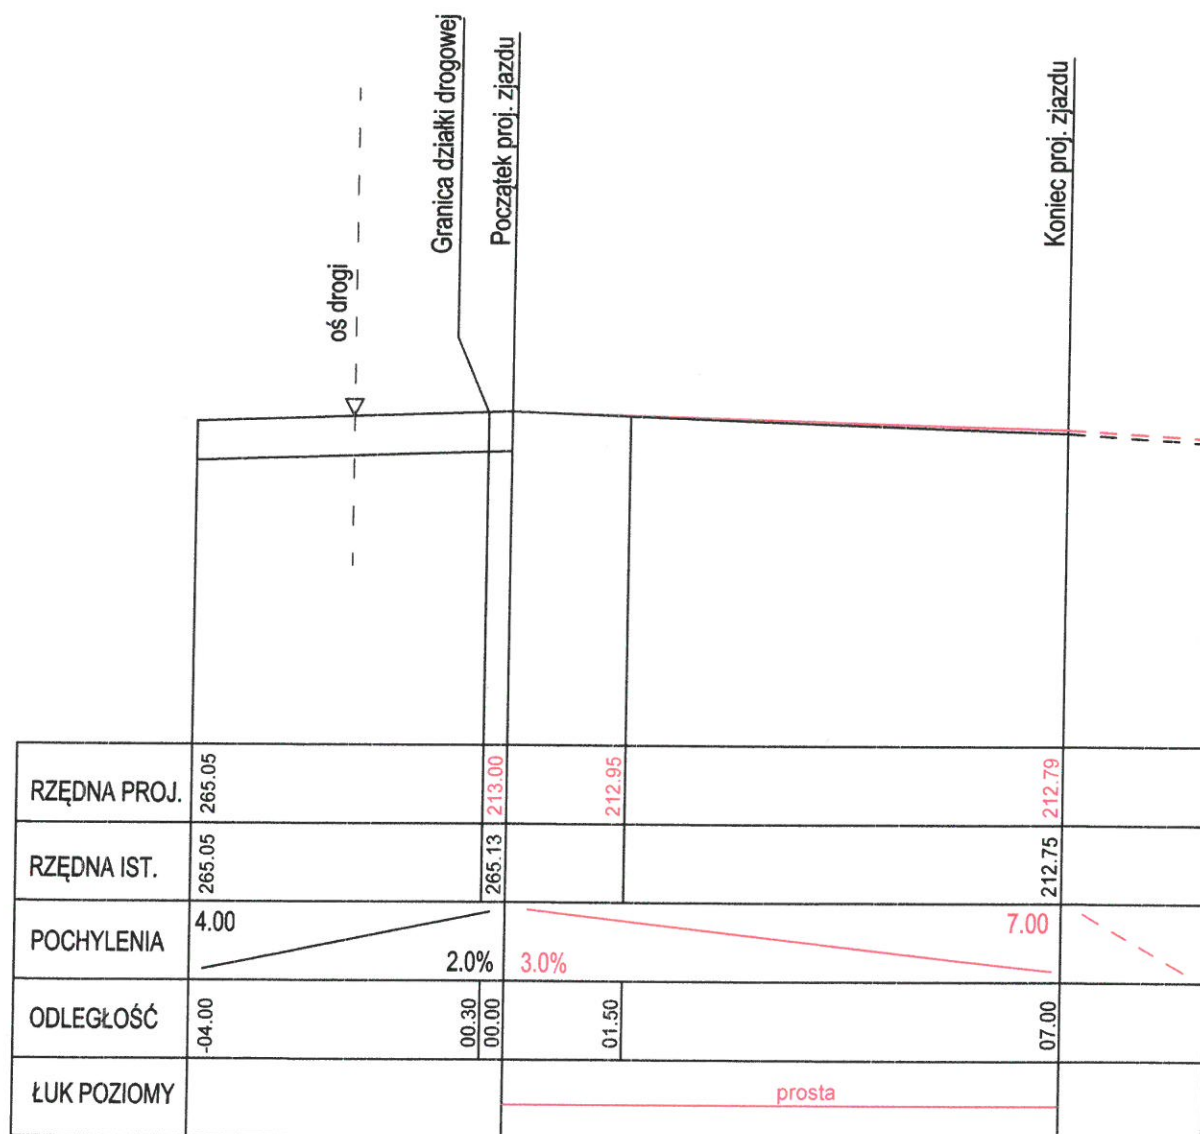 Granica działki drogowej
Początek proj. zjazdu
Koniec proj. zjazdu
oś drogi
RZĘDNA PROJ.
265.05
213.00
212.95
212.79
RZĘDNA IST.
265.05
265.13
212.75
POCHYLENIA
4.00
2.0%
3.0%
7.00
ODLEGŁOŚĆ
-04.00
00.30
00.00
01.50
07.00
ŁUK POZIOMY
prosta